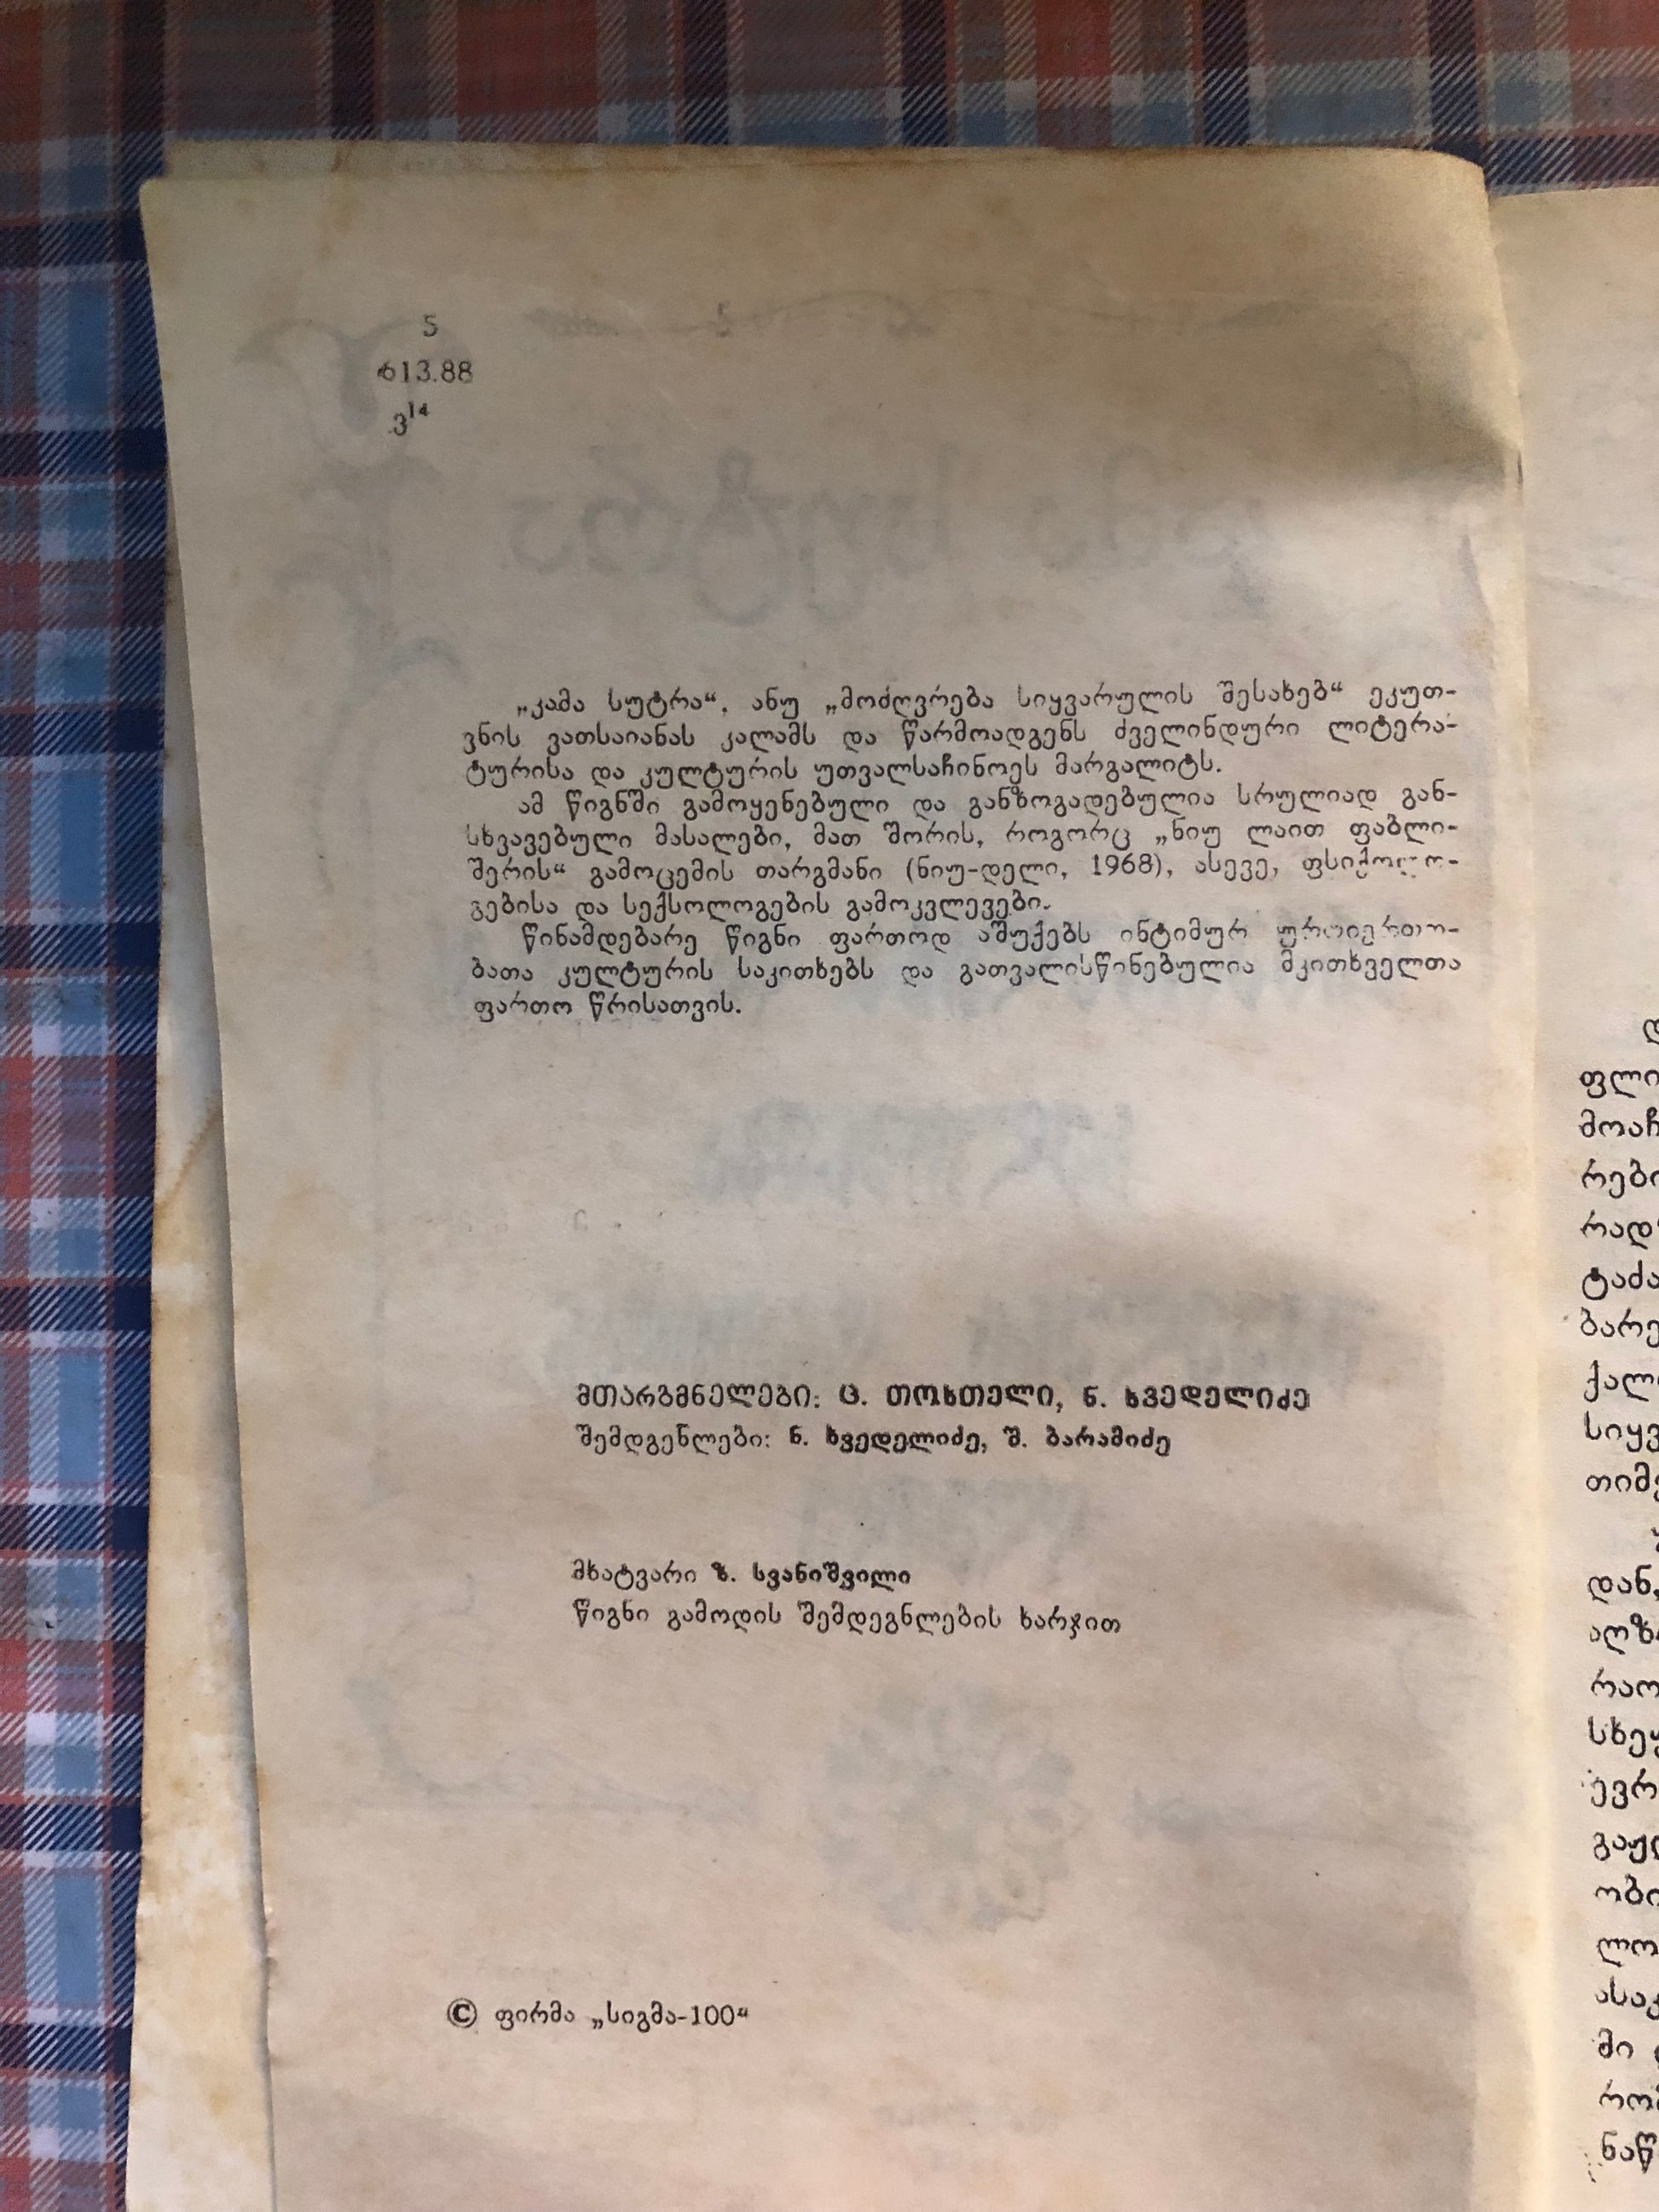 5
613.88
3¹⁴
„კამა სუტრა“, ანუ „მოძღვრება სიყვარულის შესახებ“ ეკუთ-
ვნის ვათსაიანას კალამს და წარმოადგენს ძველინდური ლიტერა-
ტურისა და კულტურის უთვალსაჩინოეს მარგალიტს.
ამ წიგნში გამოყენებული და განზოგადებულია სრულიად გან-
სხვავებული მასალები, მათ შორის, როგორც „ნიუ ლაით ფაბლი-
შერის“ გამოცემის თარგმანი (ნიუ-დელი, 1968), ასევე,
გებისა და სექსოლოგების გამოკვლევები.
წინამდებარე წიგნი ფართოდ აშუქებს ინტიმურ
ბათა კულტურის საკითხებს და გათვალისწინებულია მკითხველთა
ფართო წრისათვის.
მთარგმნელები: ც. თოხთელი, ნ. ხვედელიძე
შემდგენლები: ნ. ხვედელიძე, შ. ბარამიძე
მხატვარი ზ. სვანიშვილი
წიგნი გამოდის შემდეგნლების ხარჯით
© ფირმა „სიგმა-100“